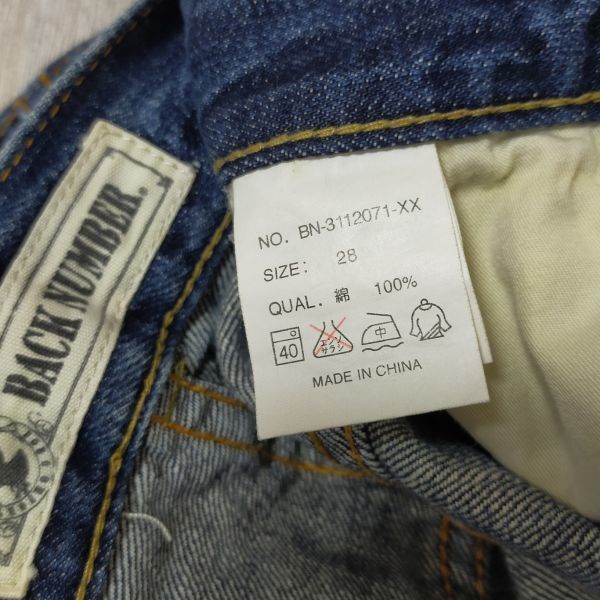 BACK NUMBER.
NO. BN-3112071-XX
SIZE: 28
QUAL. 綿 100%
40 エンソ サラシ 中
MADE IN CHINA